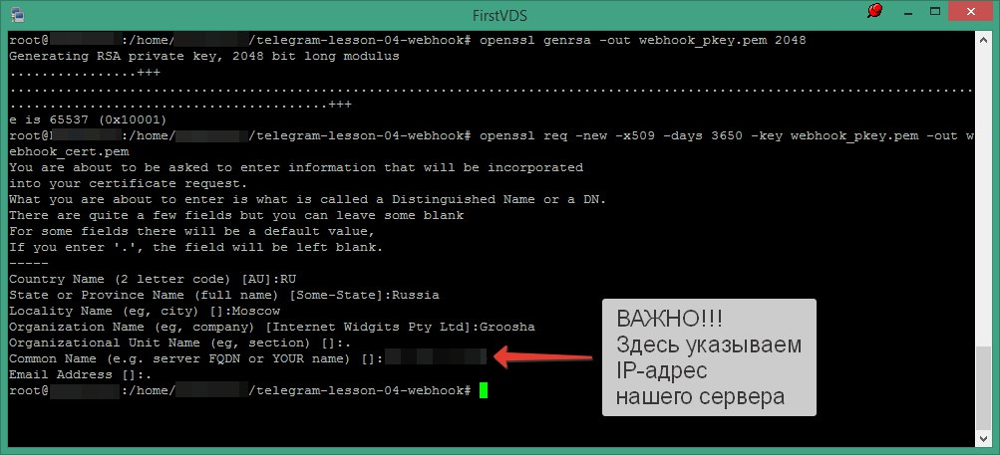 FirstVDS
root@ :/home/ /telegram-lesson-04-webhook# openssl genrsa -out webhook_pkey.pem 2048
Generating RSA private key, 2048 bit long modulus
................+++
.................................................................................................................................
...........................................+++
e is 65537 (0x10001)
root@ :/home/ /telegram-lesson-04-webhook# openssl req -new -x509 -days 3650 -key webhook_pkey.pem -out w
ebhook_cert.pem
You are about to be asked to enter information that will be incorporated
into your certificate request.
What you are about to enter is what is called a Distinguished Name or a DN.
There are quite a few fields but you can leave some blank
For some fields there will be a default value,
If you enter '.', the field will be left blank.
-----
Country Name (2 letter code) [AU]:RU
State or Province Name (full name) [Some-State]:Russia
Locality Name (eg, city) []:Moscow
Organization Name (eg, company) [Internet Widgits Pty Ltd]:Groosha
Organizational Unit Name (eg, section) []:.
Common Name (e.g. server FQDN or YOUR name) []:
Email Address []:.
root@ :/home/ /telegram-lesson-04-webhook#
ВАЖНО!!!
Здесь указываем
IP-адрес
нашего сервера